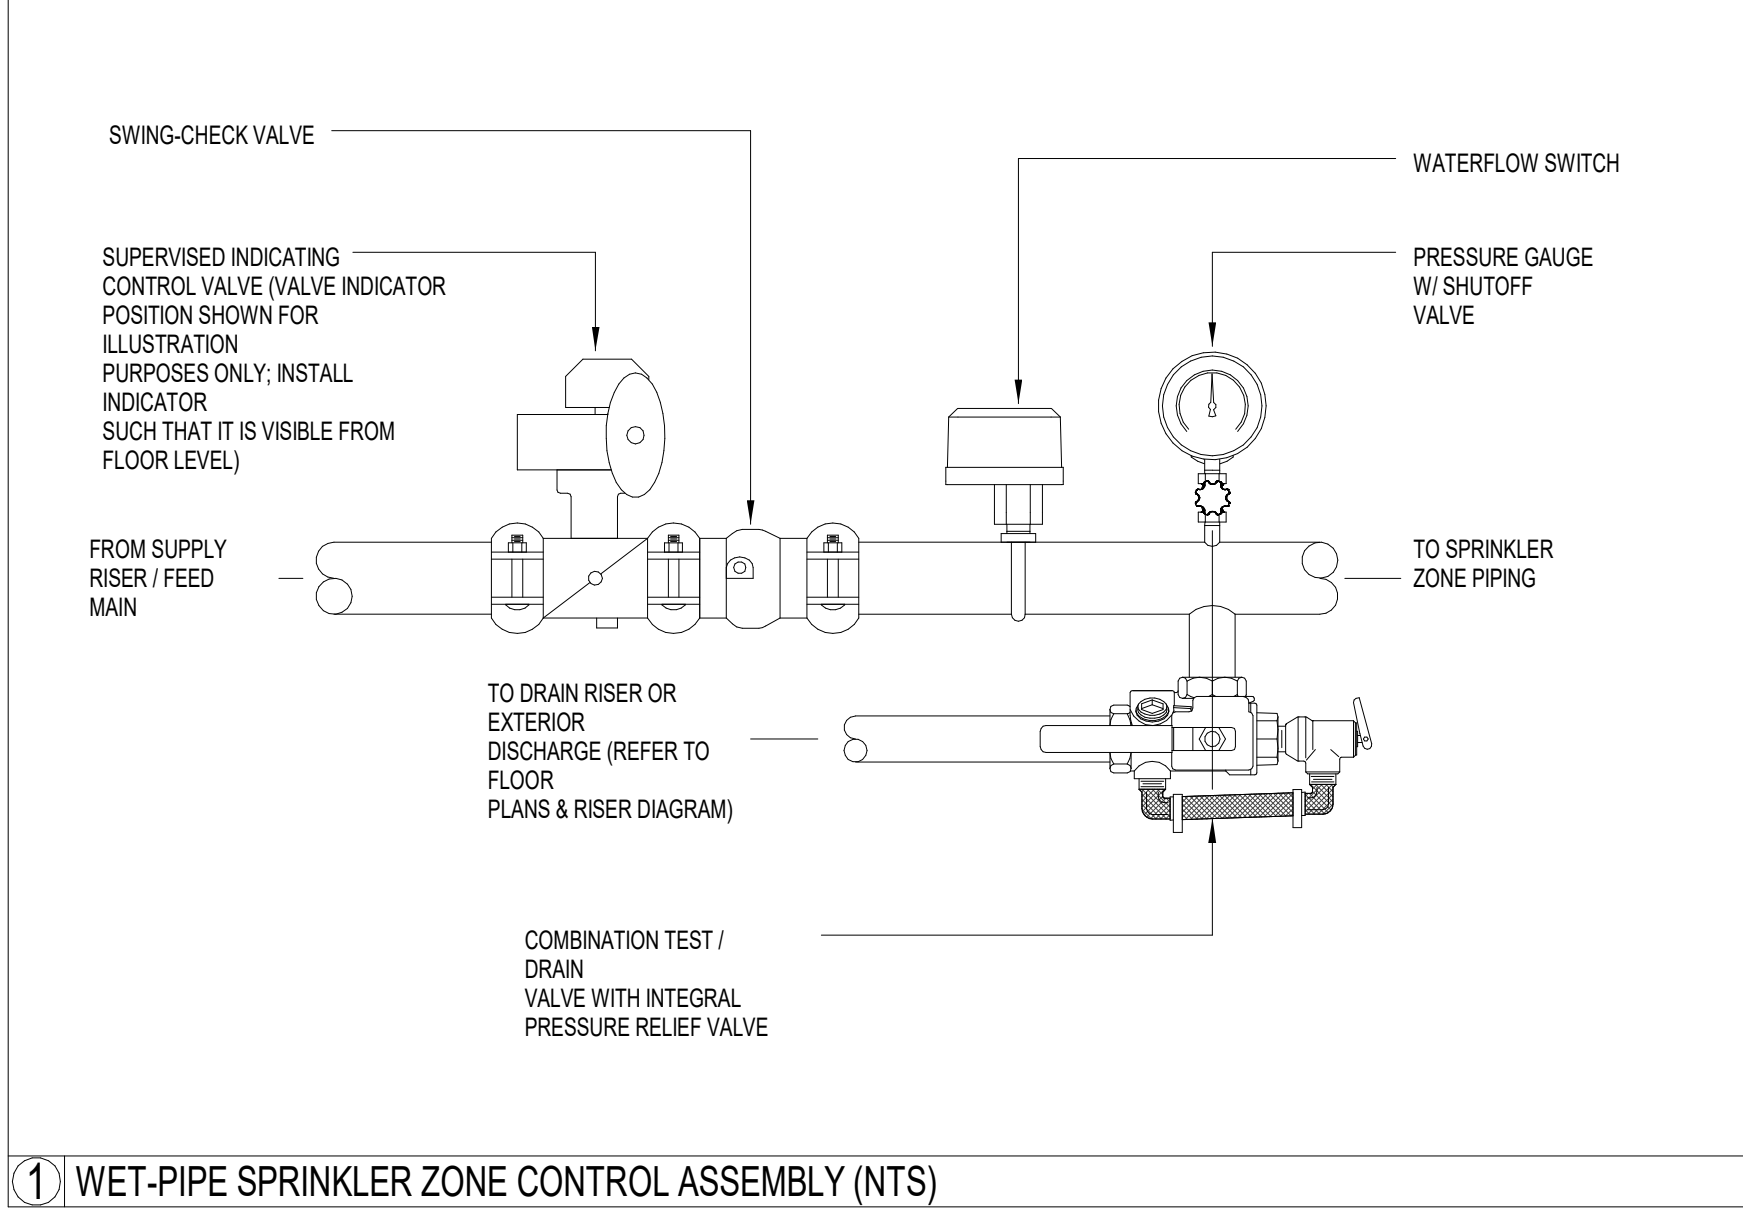 SWING-CHECK VALVE
WATERFLOW SWITCH
SUPERVISED INDICATING
CONTROL VALVE (VALVE INDICATOR
POSITION SHOWN FOR
ILLUSTRATION
PURPOSES ONLY; INSTALL
INDICATOR
SUCH THAT IT IS VISIBLE FROM
FLOOR LEVEL)
PRESSURE GAUGE
W/ SHUTOFF
VALVE
FROM SUPPLY
RISER / FEED
MAIN
TO SPRINKLER
ZONE PIPING
TO DRAIN RISER OR
EXTERIOR
DISCHARGE (REFER TO
FLOOR
PLANS & RISER DIAGRAM)
COMBINATION TEST /
DRAIN
VALVE WITH INTEGRAL
PRESSURE RELIEF VALVE
1 WET-PIPE SPRINKLER ZONE CONTROL ASSEMBLY (NTS)